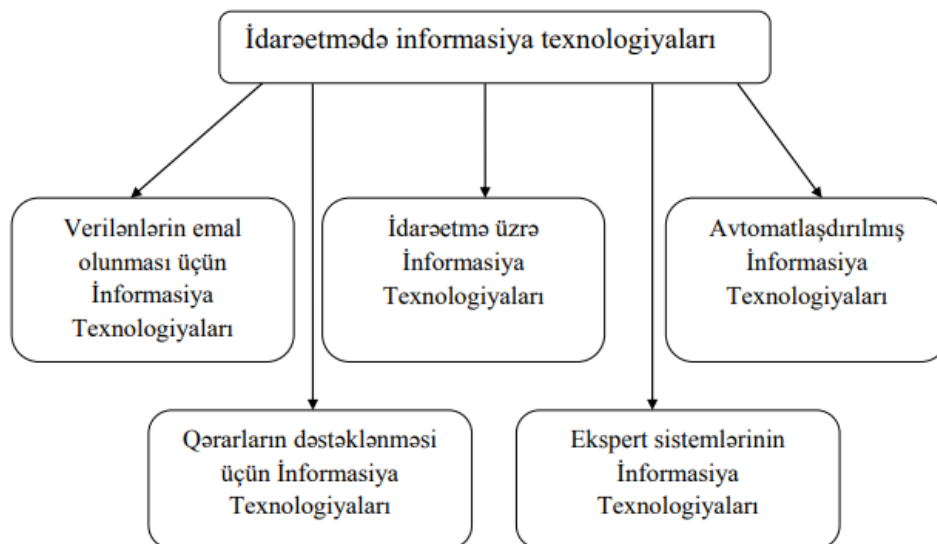 İdarəetmədə informasiya texnologiyaları
Verilənlərin emal
olunması üçün
İnformasiya
Texnologiyaları
İdarəetmə üzrə
İnformasiya
Texnologiyaları
Avtomatlaşdırılmış
İnformasiya
Texnologiyaları
Qərarların dəstəklənməsi
üçün İnformasiya
Texnologiyaları
Ekspert sistemlərinin
İnformasiya
Texnologiyaları